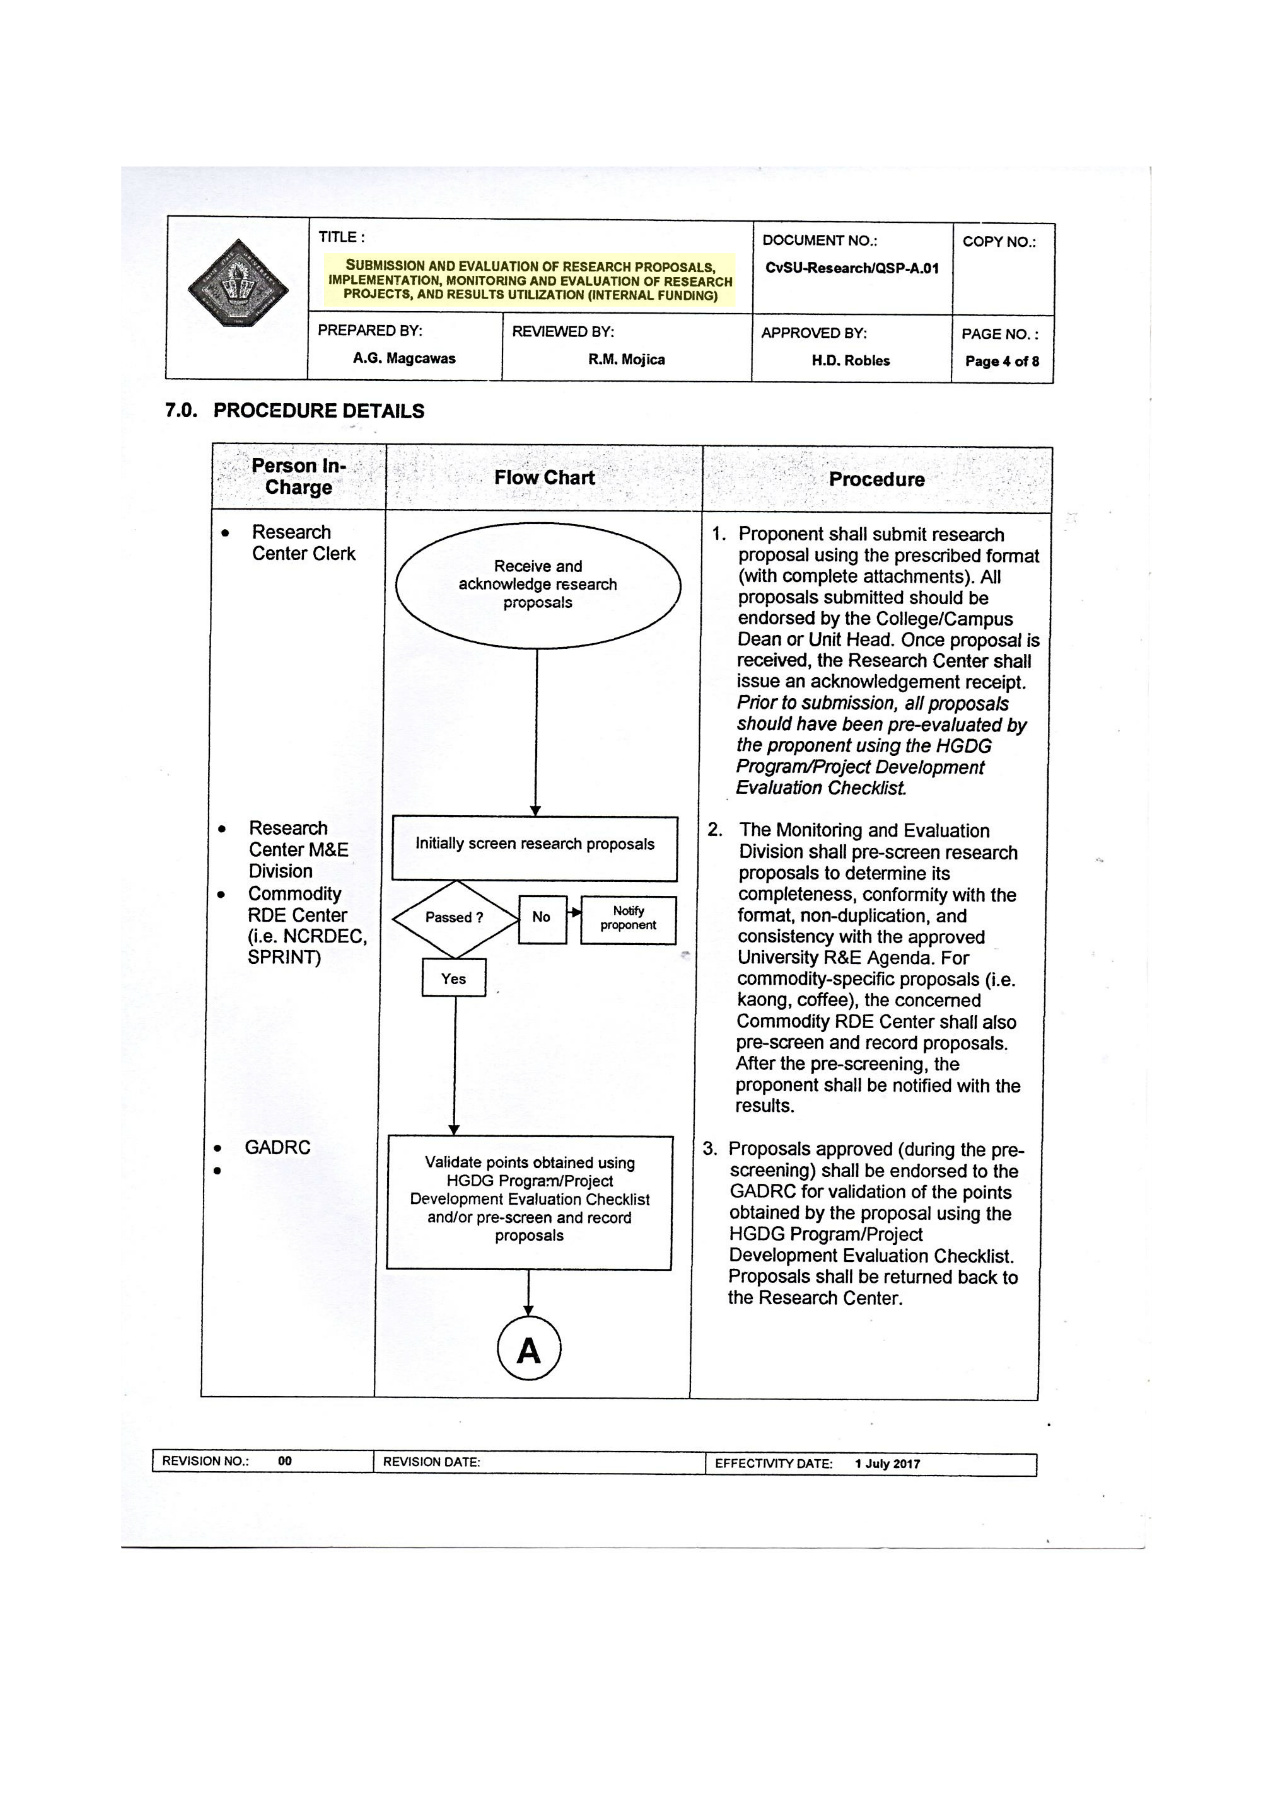 TITLE :
SUBMISSION AND EVALUATION OF RESEARCH PROPOSALS,
IMPLEMENTATION, MONITORING AND EVALUATION OF RESEARCH
PROJECTS, AND RESULTS UTILIZATION (INTERNAL FUNDING)
DOCUMENT NO.:
CvSU-Research/QSP-A.01
COPY NO.:
PREPARED BY:
A.G. Magcawas
REVIEWED BY:
R.M. Mojica
APPROVED BY:
H.D. Robles
PAGE NO. :
Page 4 of 8
7.0. PROCEDURE DETAILS
Person In-
Charge
Flow Chart
Procedure
• Research
Center Clerk
Receive and
acknowledge research
proposals
1. Proponent shall submit research
proposal using the prescribed format
(with complete attachments). All
proposals submitted should be
endorsed by the College/Campus
Dean or Unit Head. Once proposal is
received, the Research Center shall
issue an acknowledgement receipt.
Prior to submission, all proposals
should have been pre-evaluated by
the proponent using the HGDG
Program/Project Development
Evaluation Checklist.
• Research
Center M&E
Division
• Commodity
RDE Center
(i.e. NCRDEC,
SPRINT)
Initially screen research proposals
Passed ?
No
Notify
proponent
Yes
2. The Monitoring and Evaluation
Division shall pre-screen research
proposals to determine its
completeness, conformity with the
format, non-duplication, and
consistency with the approved
University R&E Agenda. For
commodity-specific proposals (i.e.
kaong, coffee), the concerned
Commodity RDE Center shall also
pre-screen and record proposals.
After the pre-screening, the
proponent shall be notified with the
results.
• GADRC
•
Validate points obtained using
HGDG Program/Project
Development Evaluation Checklist
and/or pre-screen and record
proposals
A
3. Proposals approved (during the pre-
screening) shall be endorsed to the
GADRC for validation of the points
obtained by the proposal using the
HGDG Program/Project
Development Evaluation Checklist.
Proposals shall be returned back to
the Research Center.
REVISION NO.: 00
REVISION DATE:
EFFECTIVITY DATE: 1 July 2017